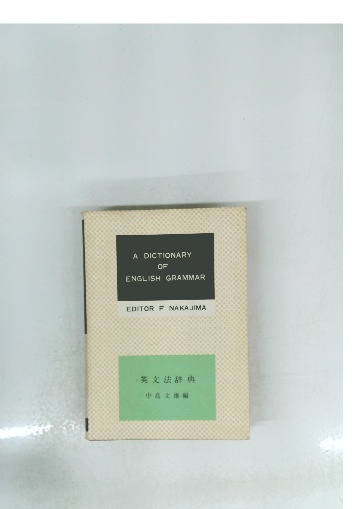 A DICTIONARY
OF
ENGLISH GRAMMAR
EDITOR F. NAKAJIMA
英文法辞典
中島文雄編